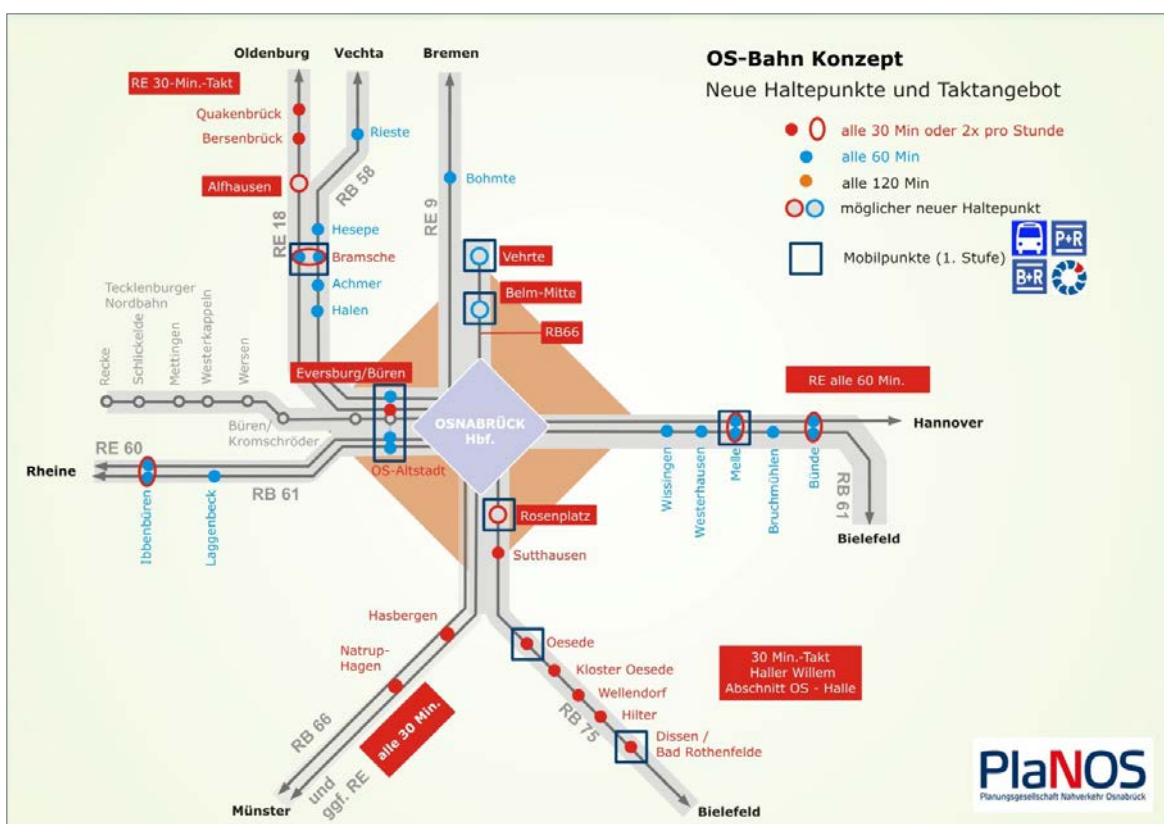 OS-Bahn Konzept
Neue Haltepunkte und Taktangebot
alle 30 Min oder 2x pro Stunde
alle 60 Min
alle 120 Min
möglicher neuer Haltepunkt
Mobilpunkte (1. Stufe)
P+R
B+R
Oldenburg
Vechta
Bremen
RE 30-Min.-Takt
Quakenbrück
Bersenbrück
Rieste
Alfhausen
RB 58
RE 18
RE 9
Bohmte
Hesepe
Bramsche
Achmer
Halen
Vehrte
Belm-Mitte
RB66
Tecklenburger
Nordbahn
Recke
Schlickelde
Mettingen
Westerkappeln
Wersen
Büren/
Kromschröder
Eversburg/Büren
OSNABRÜCK
Hbf.
OS-Altstadt
RE 60
Rheine
RB 61
Ibbenbüren
Laggenbeck
RE alle 60 Min.
Hannover
Wissingen
Westerhausen
Melle
Bruchmühlen
Bünde
RB 61
Bielefeld
Rosenplatz
Sutthausen
Hasbergen
Natrup-
Hagen
RB 66
und
ggf. RE
alle 30 Min.
Münster
Oesede
Kloster Oesede
Wellendorf
Hilter
Dissen /
Bad Rothenfelde
RB 75
Bielefeld
30 Min.-Takt
Haller Willem
Abschnitt OS - Halle
PlaNOS
Planungsgesellschaft Nahverkehr Osnabrück